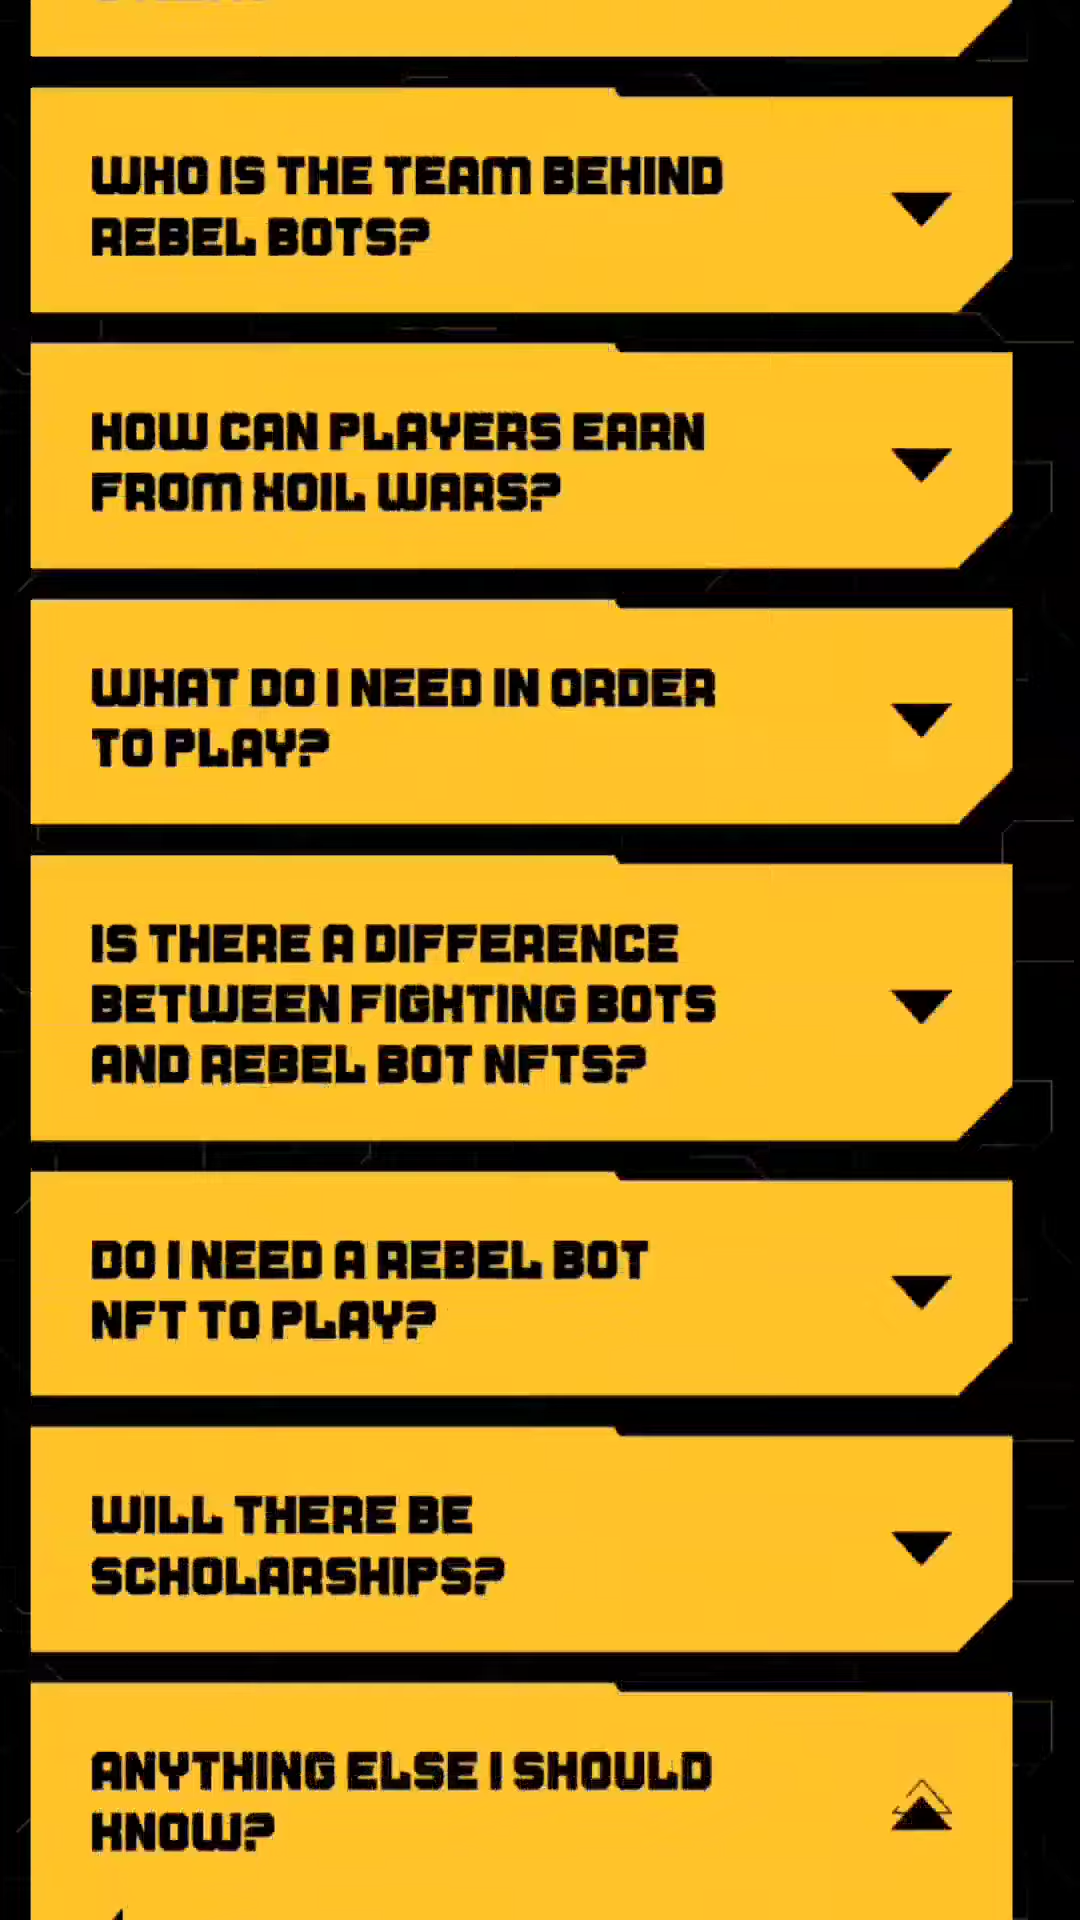 WHO IS THE TEAM BEHIND
REBEL BOTS?
HOW CAN PLAYERS EARN
FROM XOIL WARS?
WHAT DO I NEED IN ORDER
TO PLAY?
IS THERE A DIFFERENCE
BETWEEN FIGHTING BOTS
AND REBEL BOT NFTS?
DO I NEED A REBEL BOT
NFT TO PLAY?
WILL THERE BE
SCHOLARSHIPS?
ANYTHING ELSE I SHOULD
KNOW?